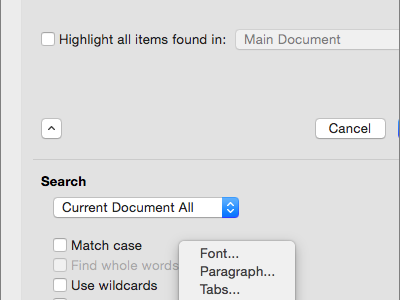 Highlight all items found in: Main Document
Cancel
Search
Current Document All
Match case
Find whole words
Use wildcards
Font...
Paragraph...
Tabs...